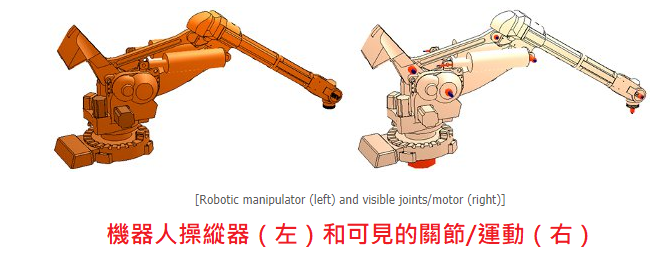 [Robotic manipulator (left) and visible joints/motor (right)]
機器人操縱器（左）和可見的關節/運動（右）